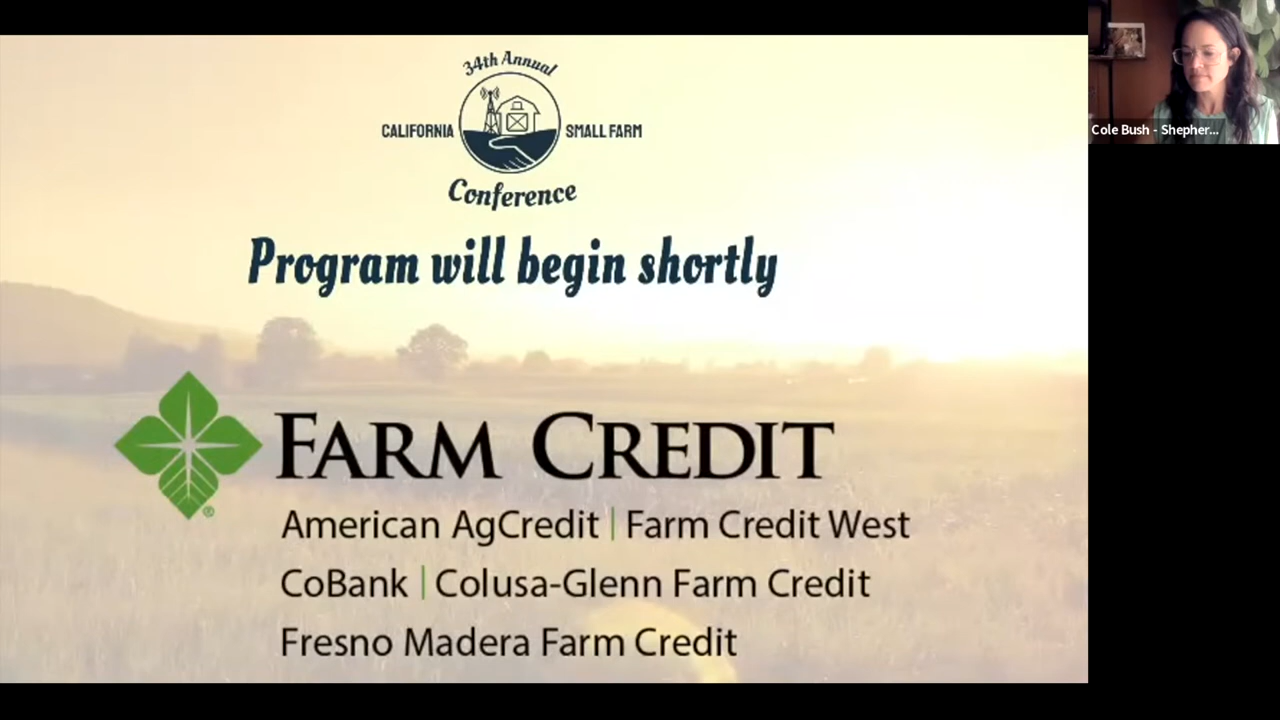 34th Annual
CALIFORNIA SMALL FARM
Conference
Program will begin shortly
FARM CREDIT
®
American AgCredit | Farm Credit West
CoBank | Colusa-Glenn Farm Credit
Fresno Madera Farm Credit
Cole Bush - Shepher...